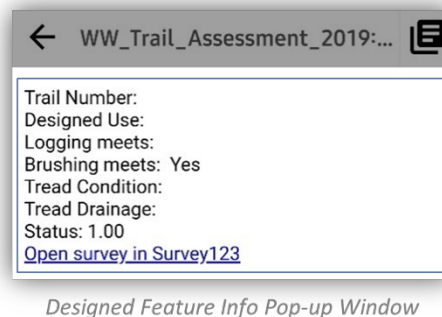 WW_Trail_Assessment_2019:...
Trail Number:
Designed Use:
Logging meets:
Brushing meets: Yes
Tread Condition:
Tread Drainage:
Status: 1.00
Open survey in Survey123
Designed Feature Info Pop-up Window